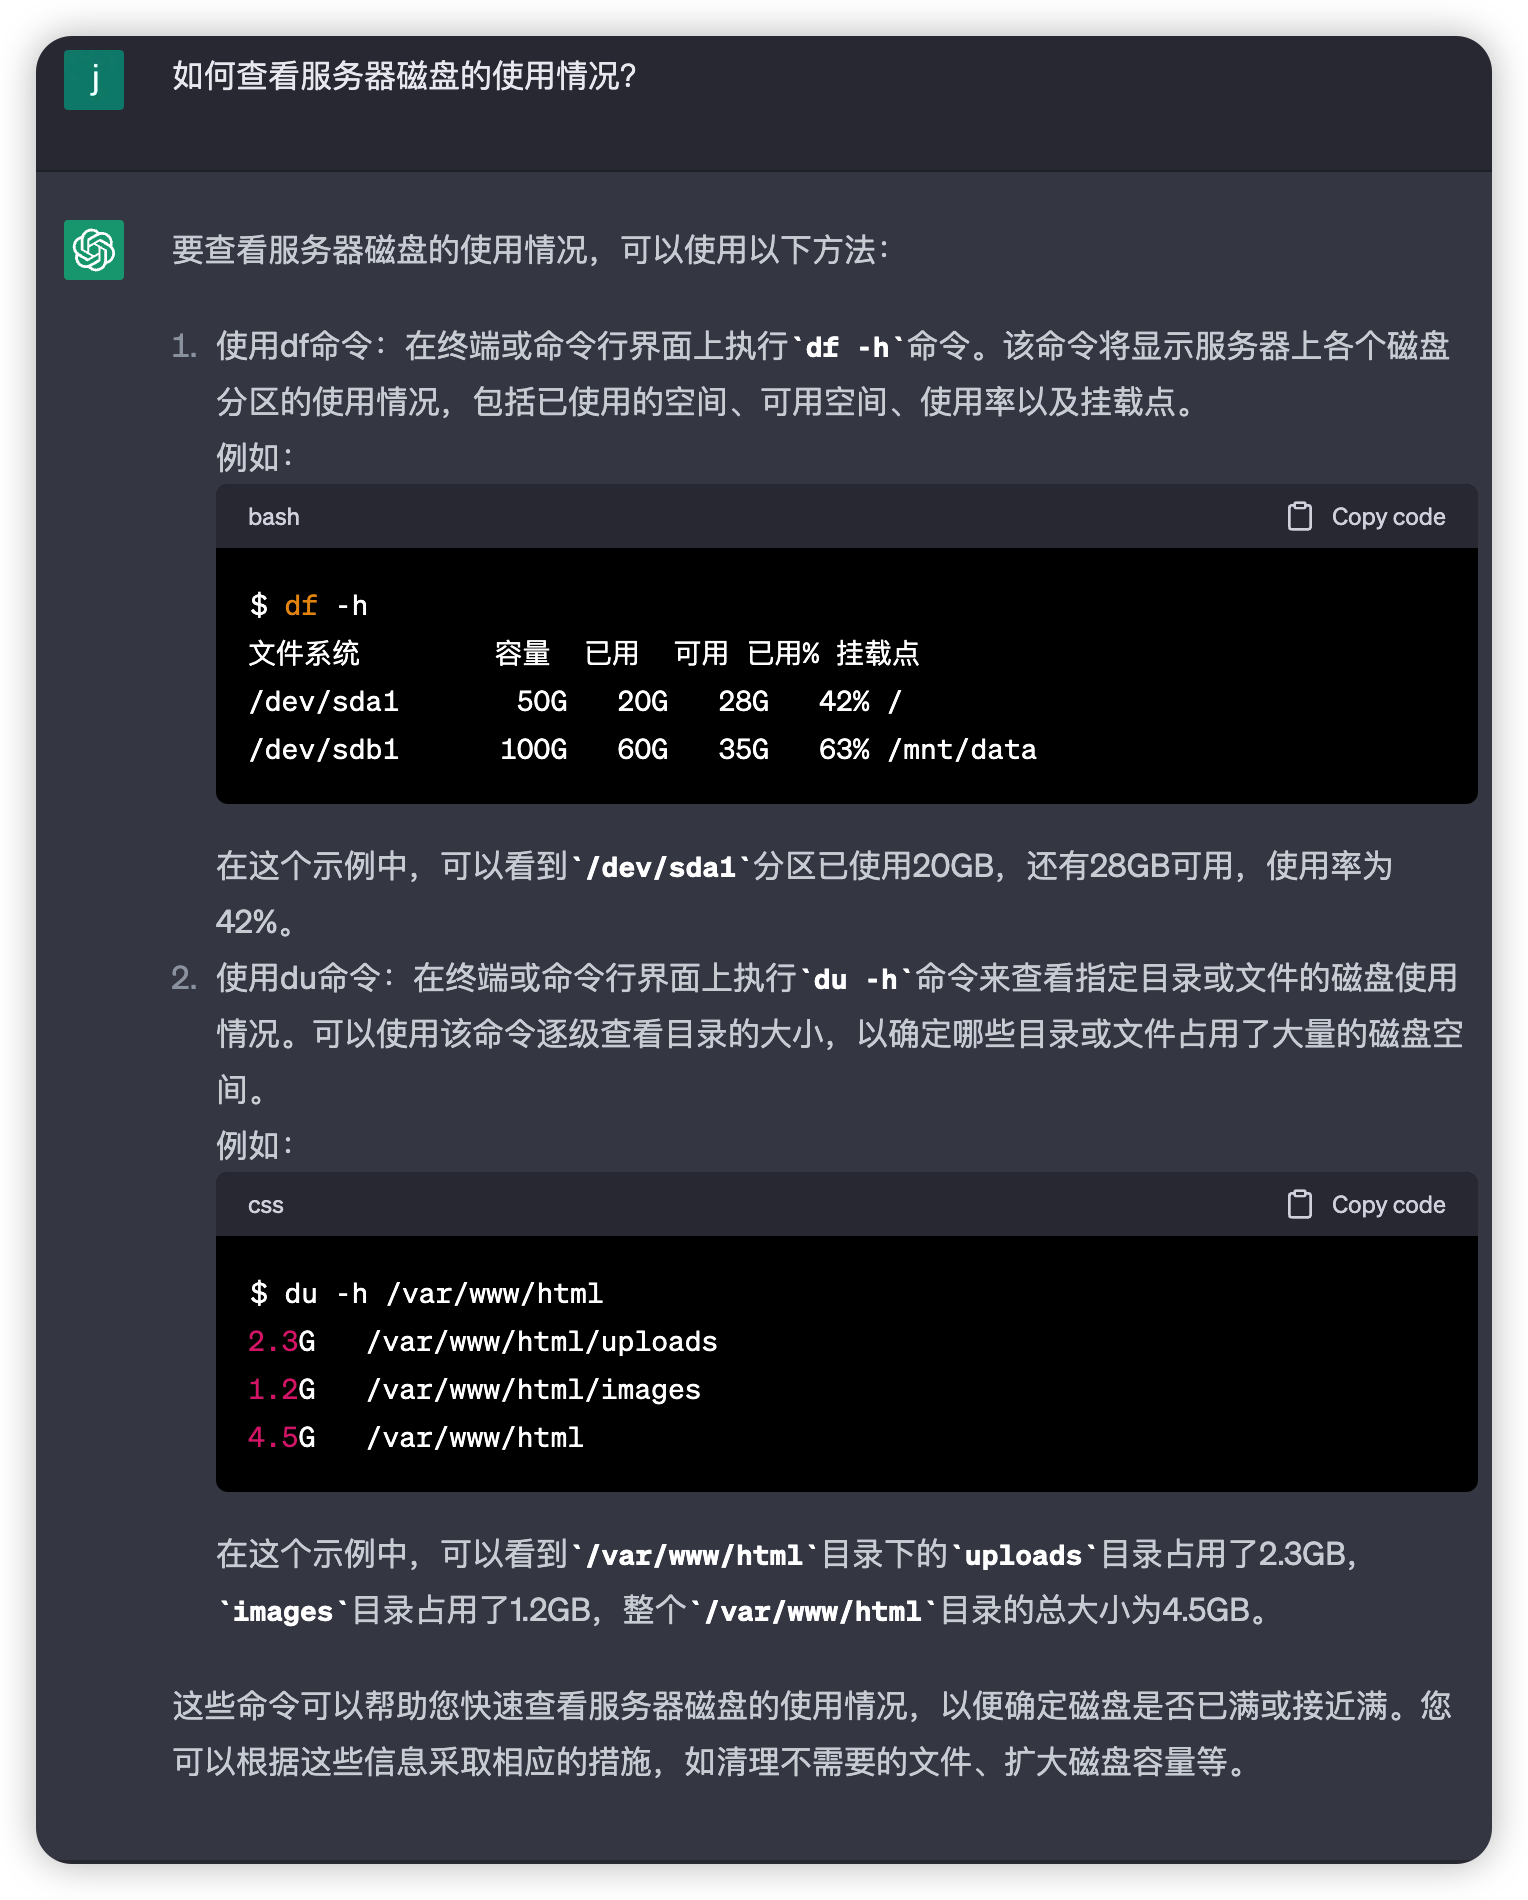 j
如何查看服务器磁盘的使用情况?
要查看服务器磁盘的使用情况，可以使用以下方法：
1. 使用df命令：在终端或命令行界面上执行`df -h`命令。该命令将显示服务器上各个磁盘
分区的使用情况，包括已使用的空间、可用空间、使用率以及挂载点。
例如：
bash Copy code
$ df -h
文件系统        容量  已用  可用 已用% 挂载点
/dev/sda1       50G   20G   28G   42% /
/dev/sdb1      100G   60G   35G   63% /mnt/data
在这个示例中，可以看到`/dev/sda1`分区已使用20GB，还有28GB可用，使用率为
42%。
2. 使用du命令：在终端或命令行界面上执行`du -h`命令来查看指定目录或文件的磁盘使用
情况。可以使用该命令逐级查看目录的大小，以确定哪些目录或文件占用了大量的磁盘空
间。
例如：
css Copy code
$ du -h /var/www/html
2.3G   /var/www/html/uploads
1.2G   /var/www/html/images
4.5G   /var/www/html
在这个示例中，可以看到`/var/www/html`目录下的`uploads`目录占用了2.3GB，
`images`目录占用了1.2GB，整个`/var/www/html`目录的总大小为4.5GB。
这些命令可以帮助您快速查看服务器磁盘的使用情况，以便确定磁盘是否已满或接近满。您
可以根据这些信息采取相应的措施，如清理不需要的文件、扩大磁盘容量等。